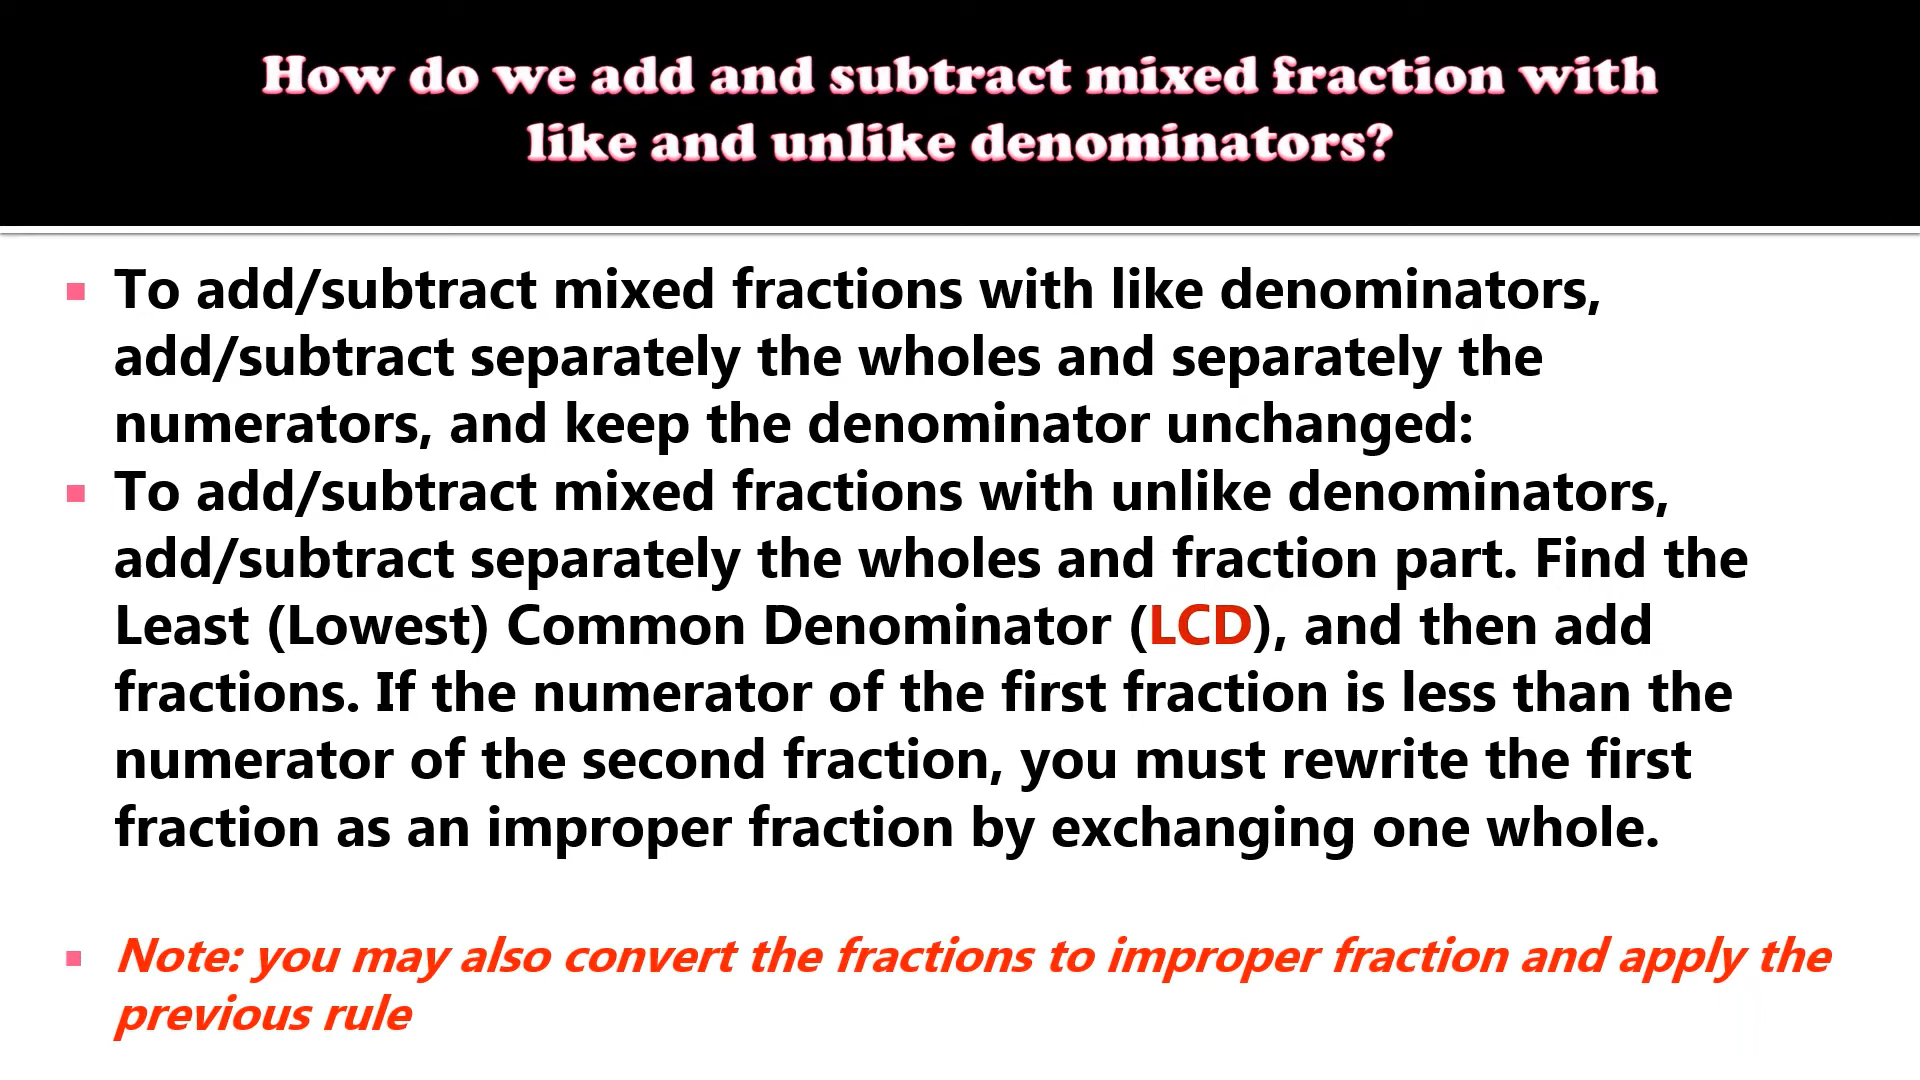 How do we add and subtract mixed fraction with
like and unlike denominators?
To add/subtract mixed fractions with like denominators,
add/subtract separately the wholes and separately the
numerators, and keep the denominator unchanged:
To add/subtract mixed fractions with unlike denominators,
add/subtract separately the wholes and fraction part. Find the
Least (Lowest) Common Denominator (LCD), and then add
fractions. If the numerator of the first fraction is less than the
numerator of the second fraction, you must rewrite the first
fraction as an improper fraction by exchanging one whole.
Note: you may also convert the fractions to improper fraction and apply the
previous rule